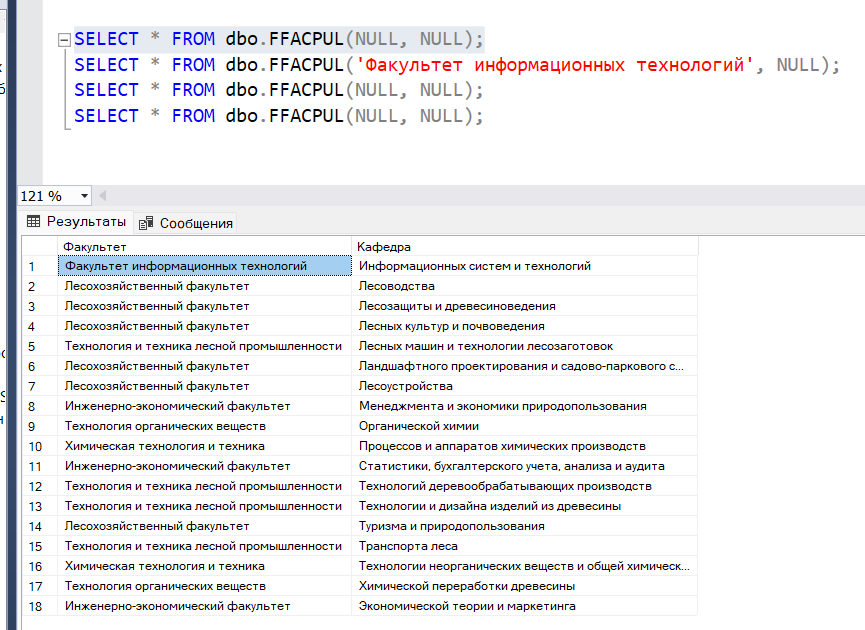 SELECT * FROM dbo.FFACPUL(NULL, NULL);
SELECT * FROM dbo.FFACPUL('Факультет информационных технологий', NULL);
SELECT * FROM dbo.FFACPUL(NULL, NULL);
SELECT * FROM dbo.FFACPUL(NULL, NULL);
121 %
Результаты Сообщения
Факультет Кафедра
1 Факультет информационных технологий Информационных систем и технологий
2 Лесохозяйственный факультет Лесоводства
3 Лесохозяйственный факультет Лесозащиты и древесиноведения
4 Лесохозяйственный факультет Лесных культур и почвоведения
5 Технология и техника лесной промышленности Лесных машин и технологии лесозаготовок
6 Лесохозяйственный факультет Ландшафтного проектирования и садово-паркового с...
7 Лесохозяйственный факультет Лесоустройства
8 Инженерно-экономический факультет Менеджмента и экономики природопользования
9 Технология органических веществ Органической химии
10 Химическая технология и техника Процессов и аппаратов химических производств
11 Инженерно-экономический факультет Статистики, бухгалтерского учета, анализа и аудита
12 Технология и техника лесной промышленности Технологий деревообрабатывающих производств
13 Технология и техника лесной промышленности Технологии и дизайна изделий из древесины
14 Лесохозяйственный факультет Туризма и природопользования
15 Технология и техника лесной промышленности Транспорта леса
16 Химическая технология и техника Технологии неорганических веществ и общей химическ...
17 Технология органических веществ Химической переработки древесины
18 Инженерно-экономический факультет Экономической теории и маркетинга